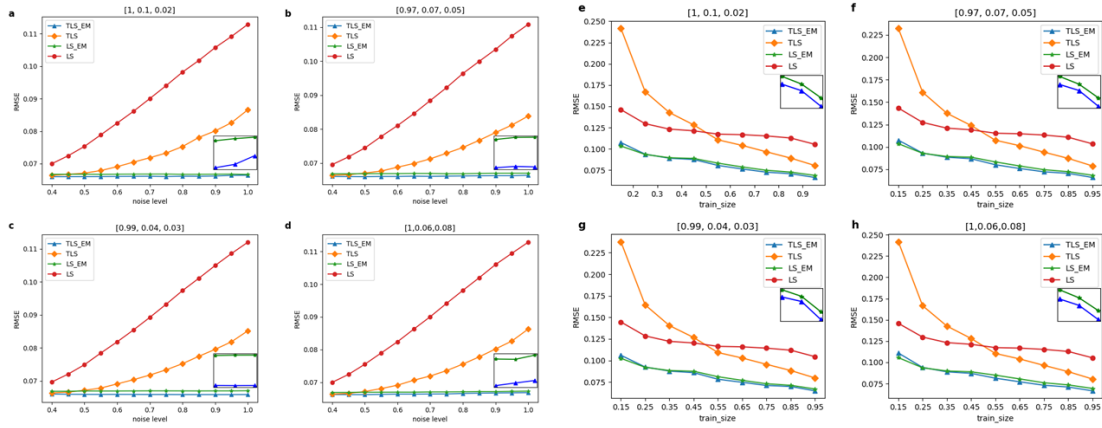 a
[1, 0.1, 0.02]
RMSE
0.11
0.10
0.09
0.08
0.07
TLS_EM
TLS
LS_EM
LS
0.4 0.5 0.6 0.7 0.8 0.9 1.0
noise level
b
[0.97, 0.07, 0.05]
RMSE
0.11
0.10
0.09
0.08
0.07
TLS_EM
TLS
LS_EM
LS
0.4 0.5 0.6 0.7 0.8 0.9 1.0
noise level
c
[0.99, 0.04, 0.03]
RMSE
0.11
0.10
0.09
0.08
0.07
TLS_EM
TLS
LS_EM
LS
0.4 0.5 0.6 0.7 0.8 0.9 1.0
noise level
d
[1,0.06,0.08]
RMSE
0.11
0.10
0.09
0.08
0.07
TLS_EM
TLS
LS_EM
LS
0.4 0.5 0.6 0.7 0.8 0.9 1.0
noise level
e
[1, 0.1, 0.02]
RMSE
0.250
0.225
0.200
0.175
0.150
0.125
0.100
0.075
TLS_EM
TLS
LS_EM
LS
0.2 0.3 0.4 0.5 0.6 0.7 0.8 0.9
train_size
f
[0.97, 0.07, 0.05]
RMSE
0.250
0.225
0.200
0.175
0.150
0.125
0.100
0.075
TLS_EM
TLS
LS_EM
LS
0.15 0.25 0.35 0.45 0.55 0.65 0.75 0.85 0.95
train_size
g
[0.99, 0.04, 0.03]
RMSE
0.250
0.225
0.200
0.175
0.150
0.125
0.100
0.075
TLS_EM
TLS
LS_EM
LS
0.15 0.25 0.35 0.45 0.55 0.65 0.75 0.85 0.95
train_size
h
[1,0.06,0.08]
RMSE
0.250
0.225
0.200
0.175
0.150
0.125
0.100
0.075
TLS_EM
TLS
LS_EM
LS
0.15 0.25 0.35 0.45 0.55 0.65 0.75 0.85 0.95
train_size